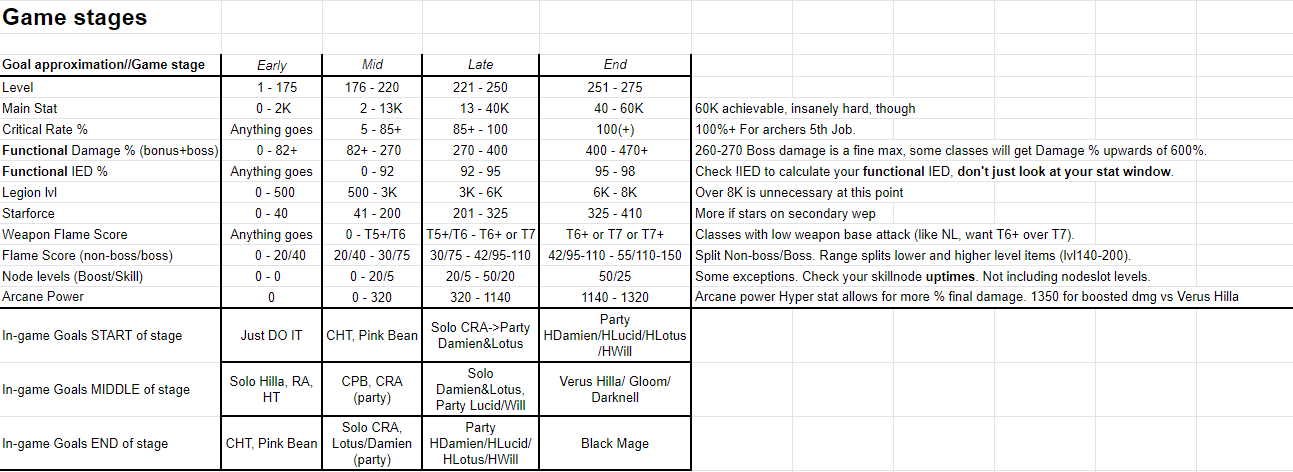 Game stages
Goal approximation//Game stage Early Mid Late End
Level 1 - 175 176 - 220 221 - 250 251 - 275
Main Stat 0 - 2K 2 - 13K 13 - 40K 40 - 60K 60K achievable, insanely hard, though
Critical Rate % Anything goes 5 - 85+ 85+ - 100 100(+) 100%+ For archers 5th Job.
Functional Damage % (bonus+boss) 0 - 82+ 82+ - 270 270 - 400 400 - 470+ 260-270 Boss damage is a fine max, some classes will get Damage % upwards of 600%.
Functional IED % Anything goes 0 - 92 92 - 95 95 - 98 Check !IED to calculate your functional IED, don't just look at your stat window.
Legion lvl 0 - 500 500 - 3K 3K - 6K 6K - 8K Over 8K is unnecessary at this point
Starforce 0 - 40 41 - 200 201 - 325 325 - 410 More if stars on secondary wep
Weapon Flame Score Anything goes 0 - T5+/T6 T5+/T6 - T6+ or T7 T6+ or T7 or T7+ Classes with low weapon base attack (like NL, want T6+ over T7).
Flame Score (non-boss/boss) 0 - 20/40 20/40 - 30/75 30/75 - 42/95-110 42/95-110 - 55/110-150 Split Non-boss/Boss. Range splits lower and higher level items (lvl140-200).
Node levels (Boost/Skill) 0 - 0 0 - 20/5 20/5 - 50/20 50/25 Some exceptions. Check your skillnode uptimes. Not including nodeslot levels.
Arcane Power 0 0 - 320 320 - 1140 1140 - 1320 Arcane power Hyper stat allows for more % final damage. 1350 for boosted dmg vs Verus Hilla
In-game Goals START of stage Just DO IT CHT, Pink Bean
Solo CRA->Party
Damien&Lotus
Party
HDamien/HLucid/HLotus
/HWill
In-game Goals MIDDLE of stage
Solo Hilla, RA,
HT
CPB, CRA
(party)
Solo
Damien&Lotus,
Party Lucid/Will
Verus Hilla/ Gloom/
Darknell
In-game Goals END of stage CHT, Pink Bean
Solo CRA,
Lotus/Damien
(party)
Party
HDamien/HLucid/
HLotus/HWill
Black Mage